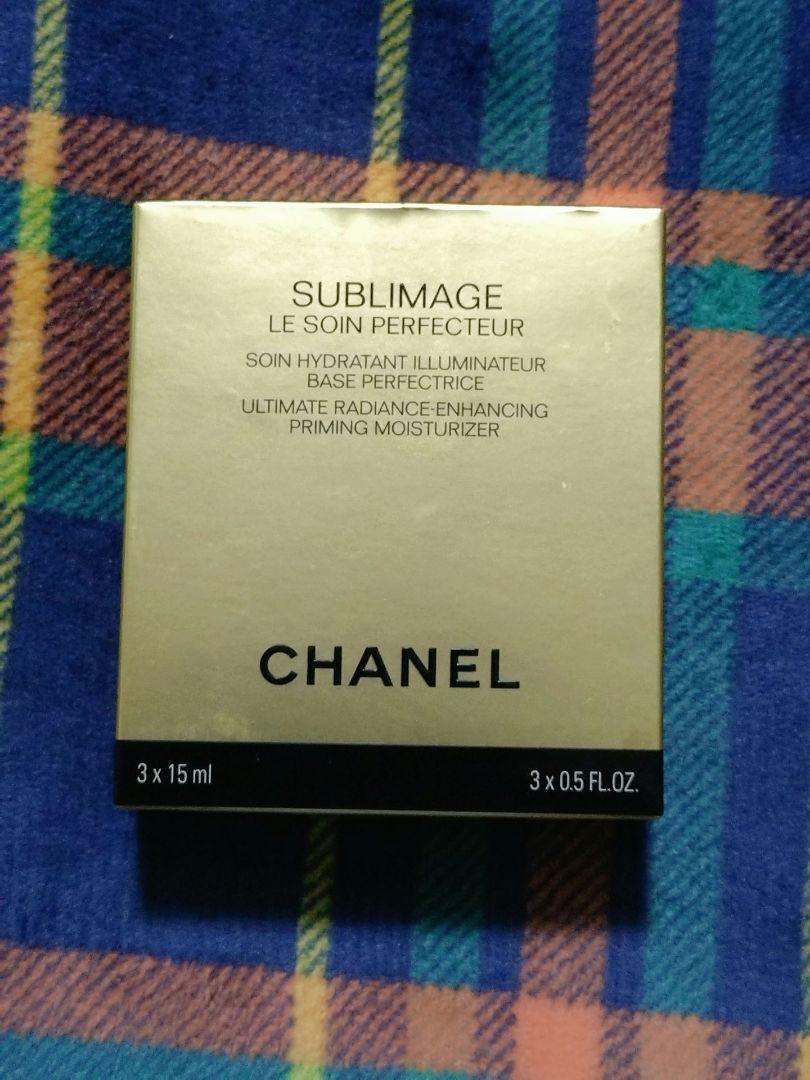 SUBLIMAGE
LE SOIN PERFECTEUR
SOIN HYDRATANT ILLUMINATEUR
BASE PERFECTRICE
ULTIMATE RADIANCE-ENHANCING
PRIMING MOISTURIZER
CHANEL
3 x 15 ml
3 x 0.5 FL.OZ.